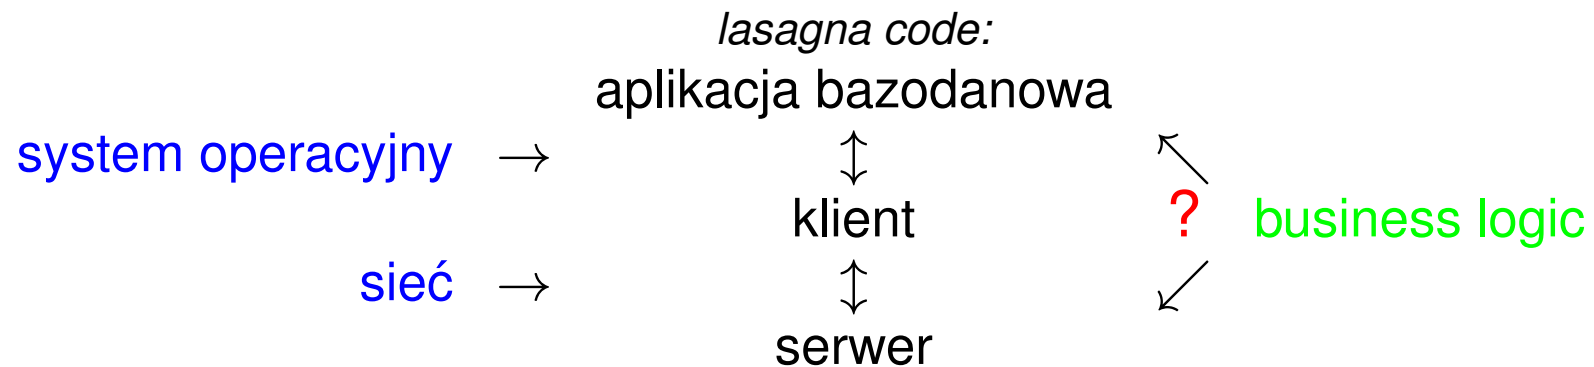 lasagna code:
aplikacja bazodanowa
system operacyjny →
↕
klient
? business logic
sieć →
↕
serwer